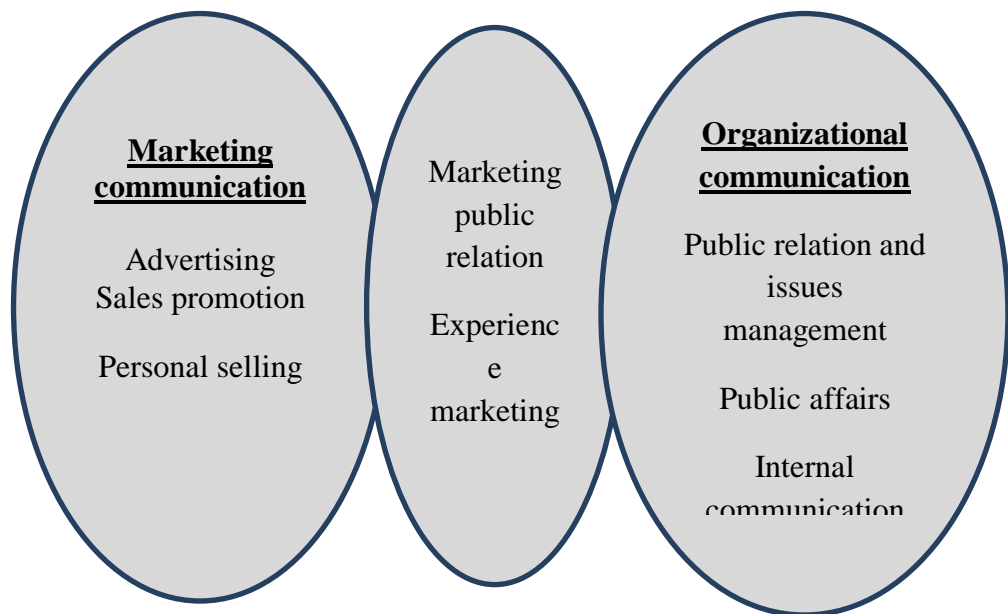 Marketing
communication
Advertising
Sales promotion
Personal selling
Marketing
public
relation
Experienc
e
marketing
Organizational
communication
Public relation and
issues
management
Public affairs
Internal
communication